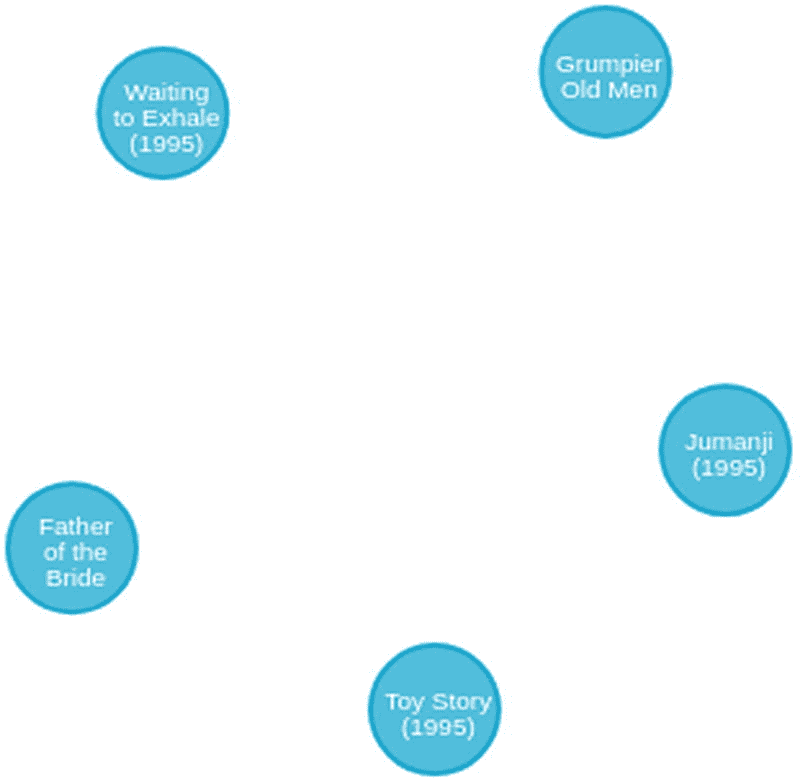 Waiting
to Exhale
(1995)
Grumpier
Old Men
Jumanji
(1995)
Father
of the
Bride
Toy Story
(1995)